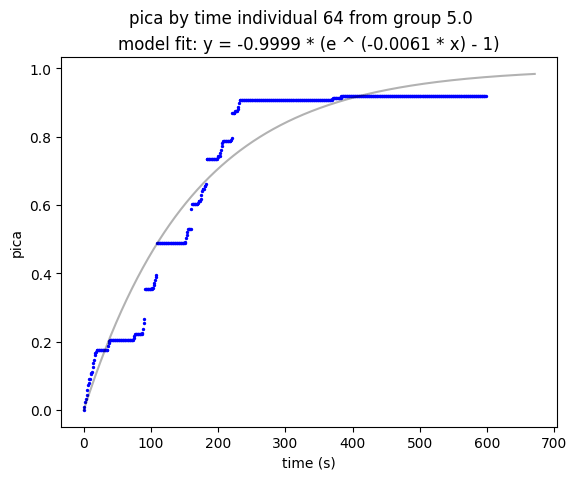 pica by time individual 64 from group 5.0
model fit: y = -0.9999 * (e ^ (-0.0061 * x) - 1)
1.0
0.8
0.6
0.4
0.2
0.0
pica
0 100 200 300 400 500 600 700
time (s)